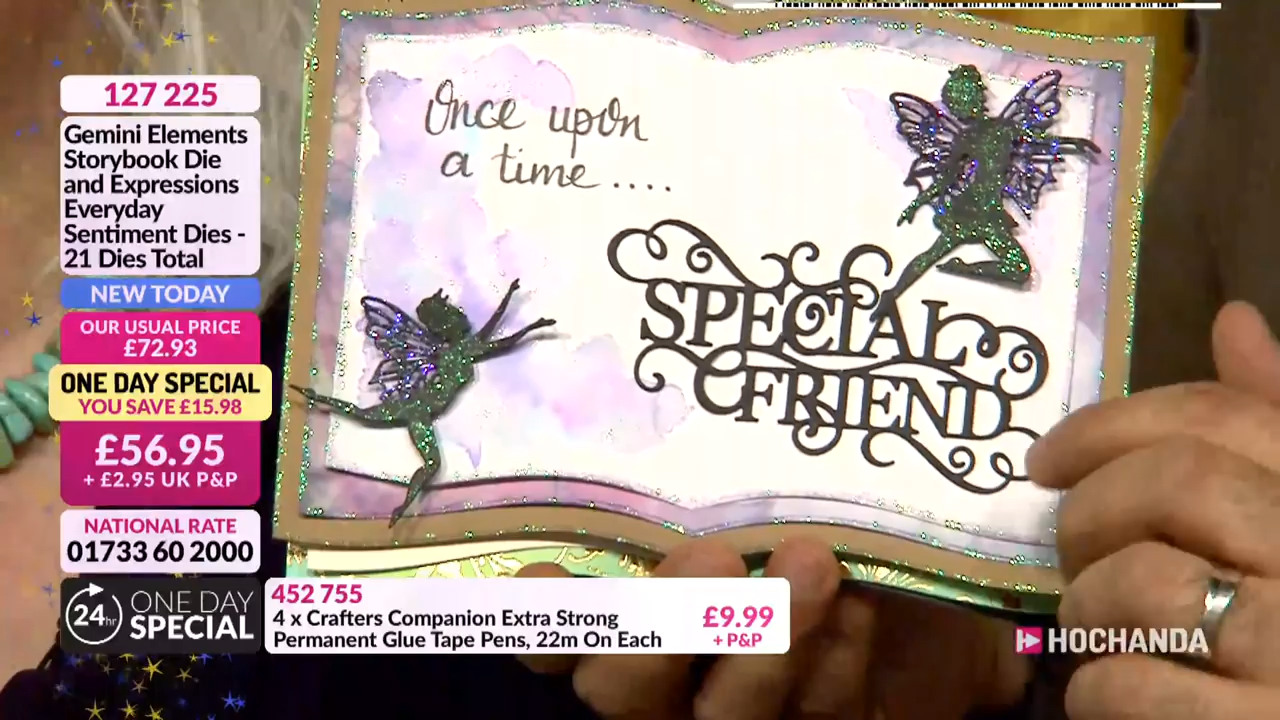 127 225
Gemini Elements
Storybook Die
and Expressions
Everyday
Sentiment Dies -
21 Dies Total
NEW TODAY
OUR USUAL PRICE
£72.93
ONE DAY SPECIAL
YOU SAVE £15.98
£56.95
+ £2.95 UK P&P
NATIONAL RATE
01733 60 2000
24hr ONE DAY
SPECIAL
452 755
4 x Crafters Companion Extra Strong
Permanent Glue Tape Pens, 22m On Each
£9.99
+ P&P
Once upon
a time ....
SPECIAL
FRIEND
HOCHANDA